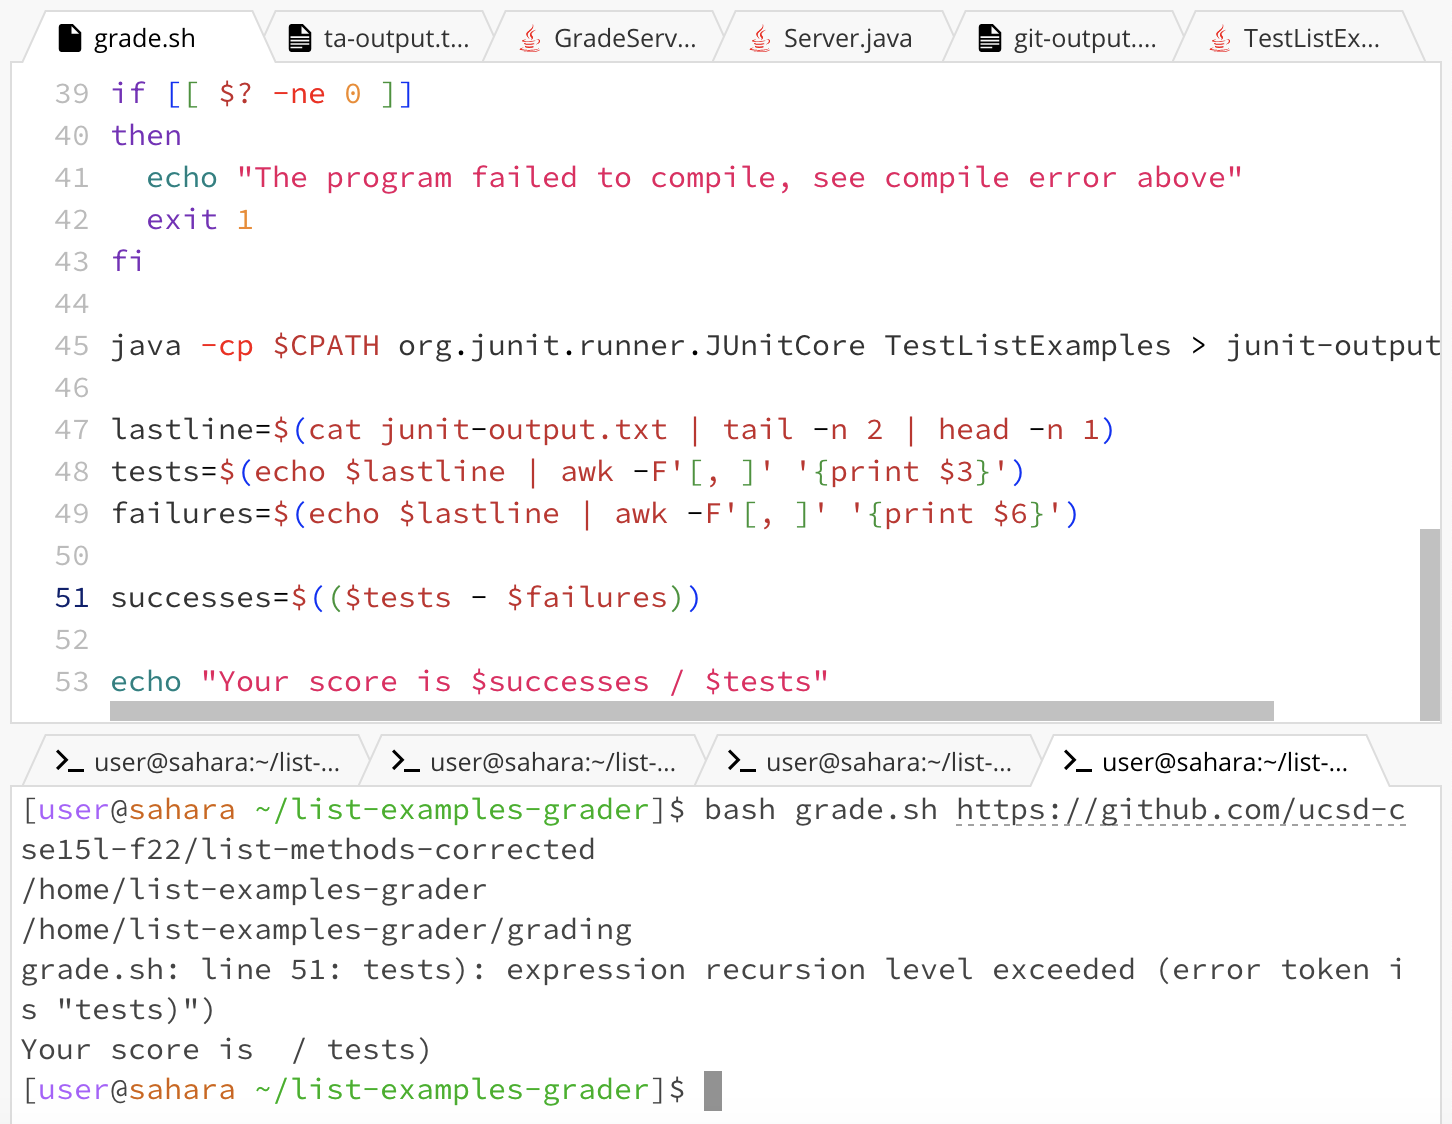 grade.sh ta-output.t... GradeServ... Server.java git-output.... TestListEx...
39 if [[ $? -ne 0 ]]
40 then
41   echo "The program failed to compile, see compile error above"
42   exit 1
43 fi
44
45 java -cp $CPATH org.junit.runner.JUnitCore TestListExamples > junit-output
46
47 lastline=$(cat junit-output.txt | tail -n 2 | head -n 1)
48 tests=$(echo $lastline | awk -F'[, ]' '{print $3}')
49 failures=$(echo $lastline | awk -F'[, ]' '{print $6}')
50
51 successes=$(($tests - $failures))
52
53 echo "Your score is $successes / $tests"
user@sahara:~/list-... user@sahara:~/list-... user@sahara:~/list-... user@sahara:~/list-...
[user@sahara ~/list-examples-grader]$ bash grade.sh https://github.com/ucsd-c
se15l-f22/list-methods-corrected
/home/list-examples-grader
/home/list-examples-grader/grading
grade.sh: line 51: tests): expression recursion level exceeded (error token i
s "tests)")
Your score is  / tests)
[user@sahara ~/list-examples-grader]$